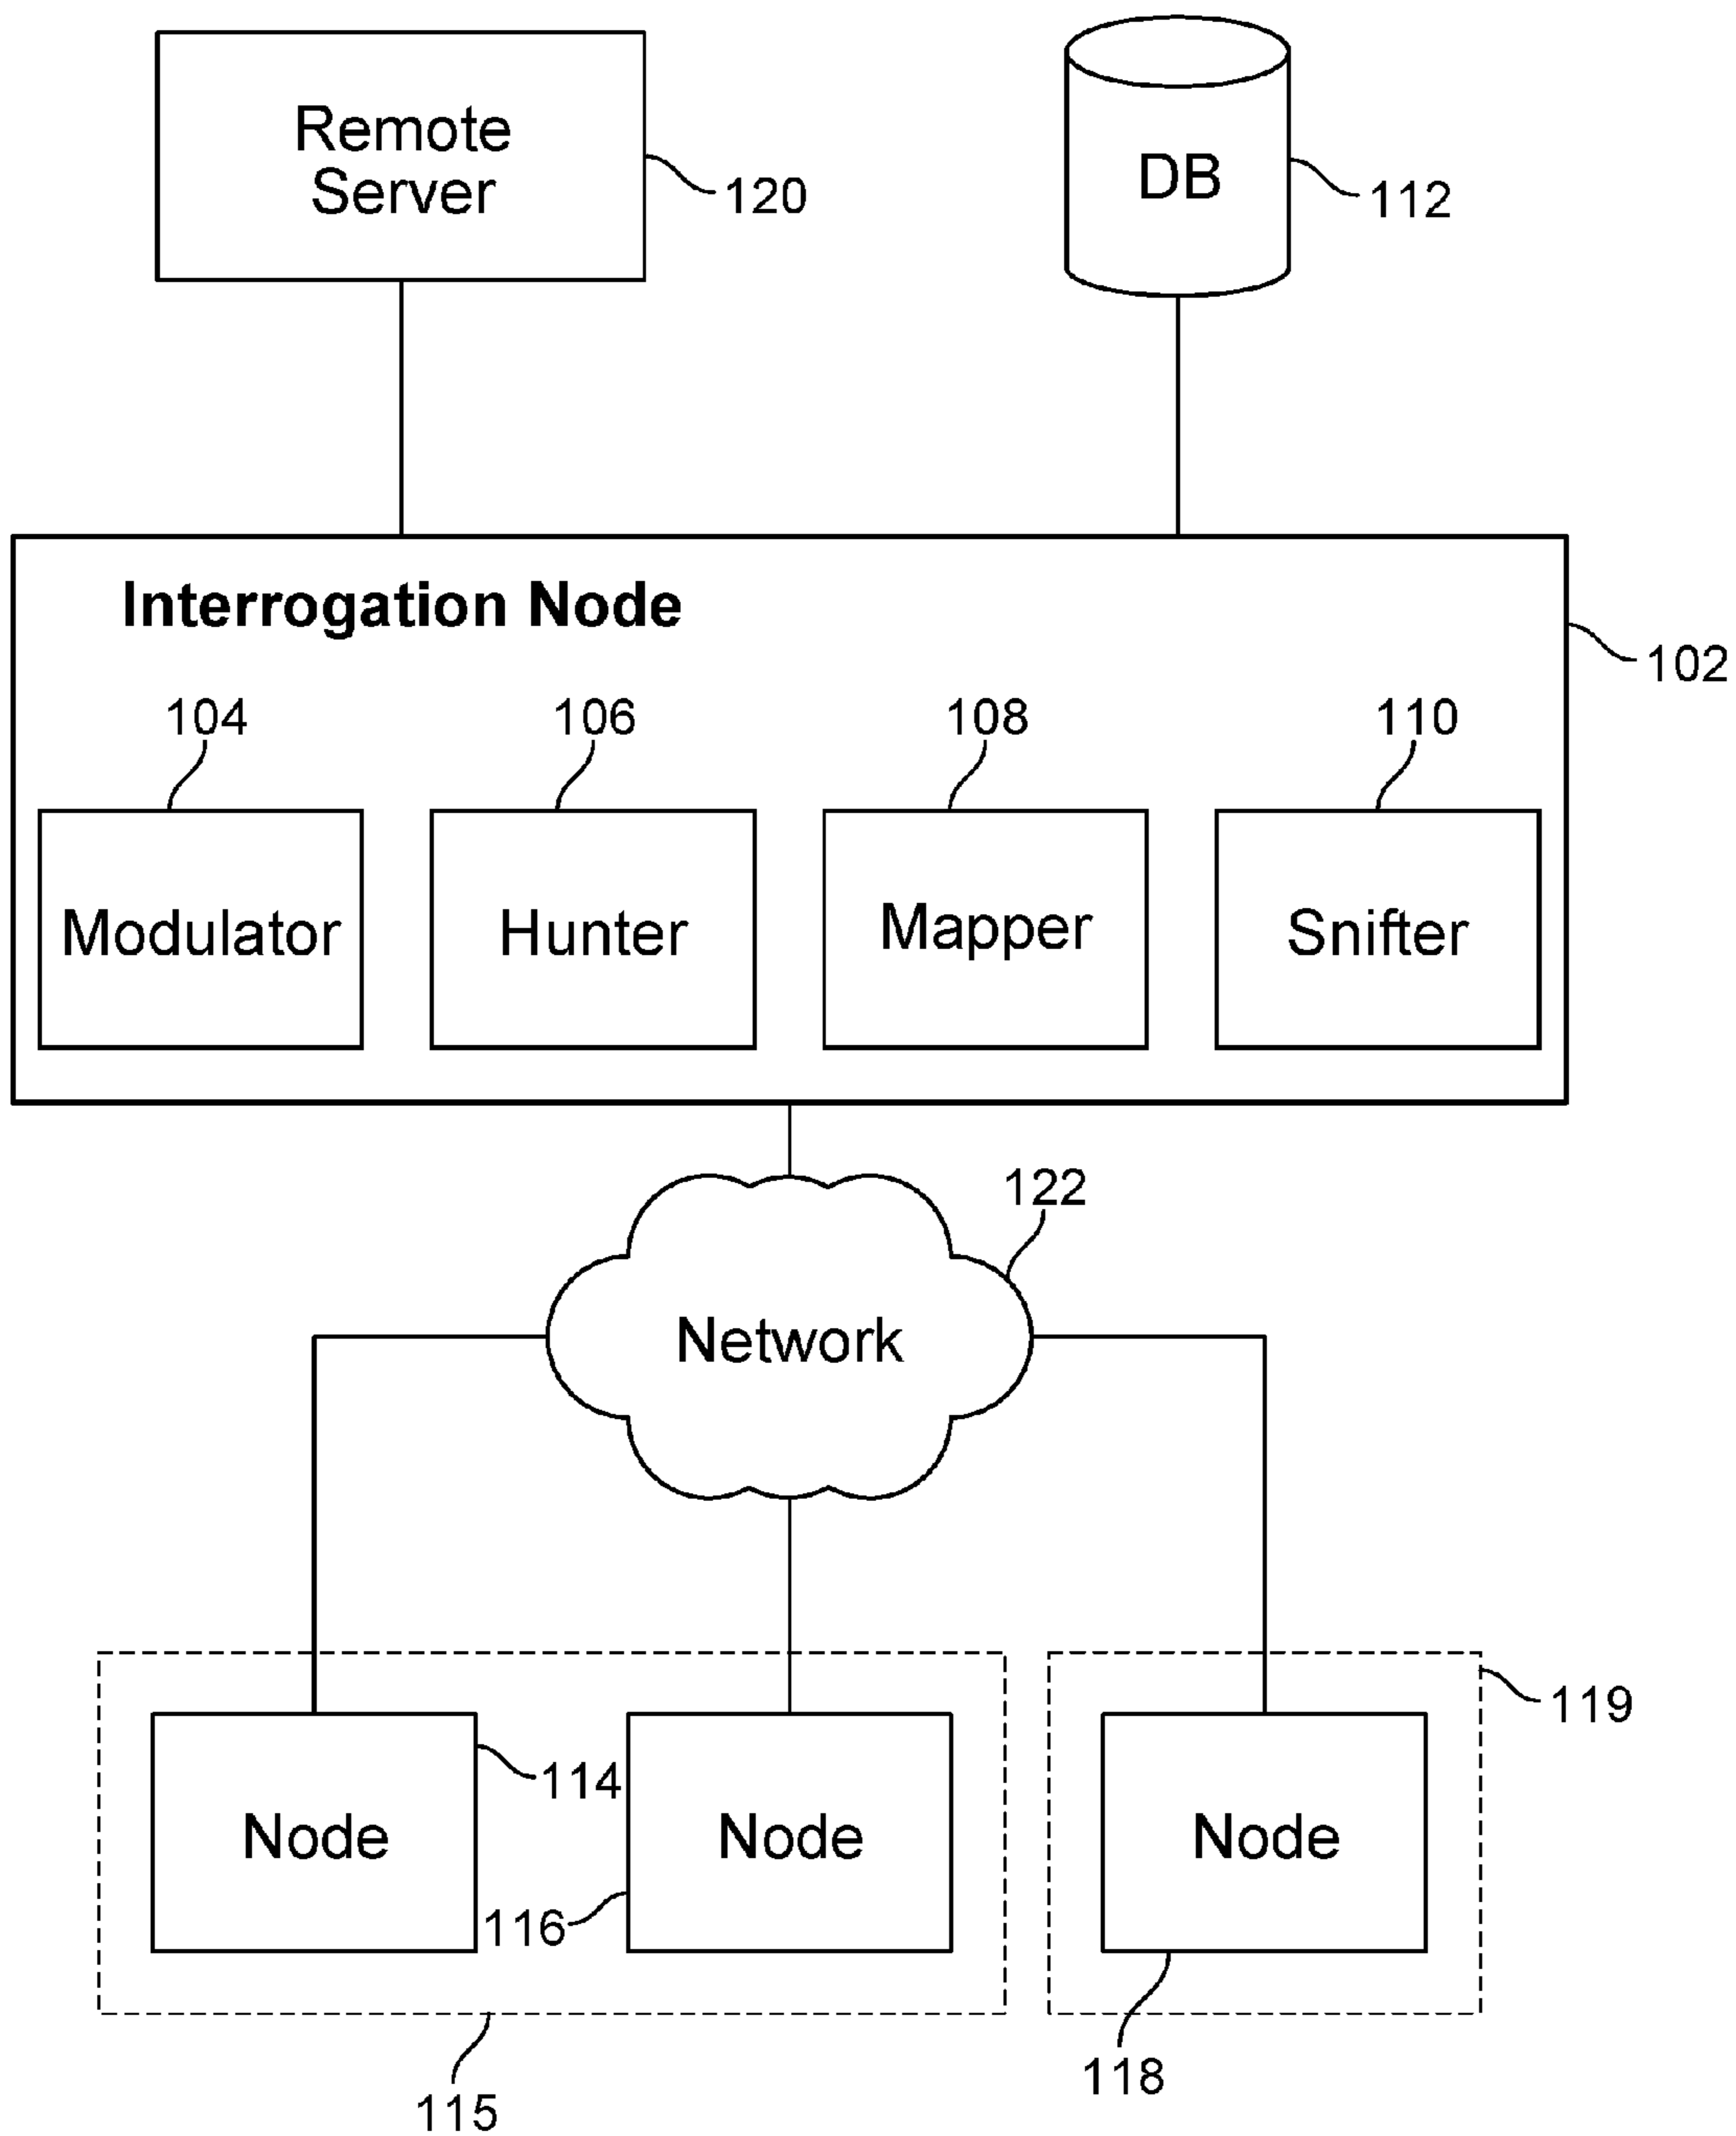 Remote
Server
120
DB
112
Interrogation Node
102
104
106
108
110
Modulator
Hunter
Mapper
Snifter
122
Network
119
114
Node
Node
Node
116
118
115